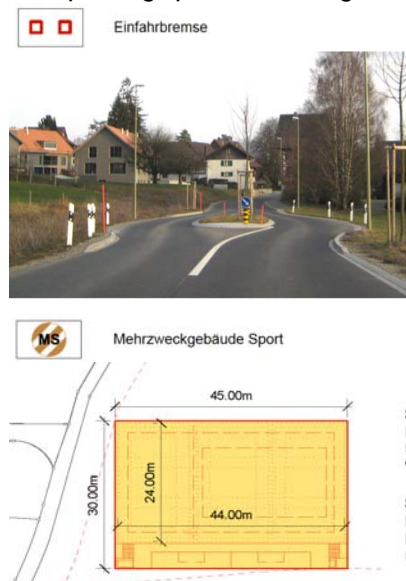 Einfahrbremse
MS
Mehrzweckgebäude Sport
45.00m
30.00m
24.00m
44.00m